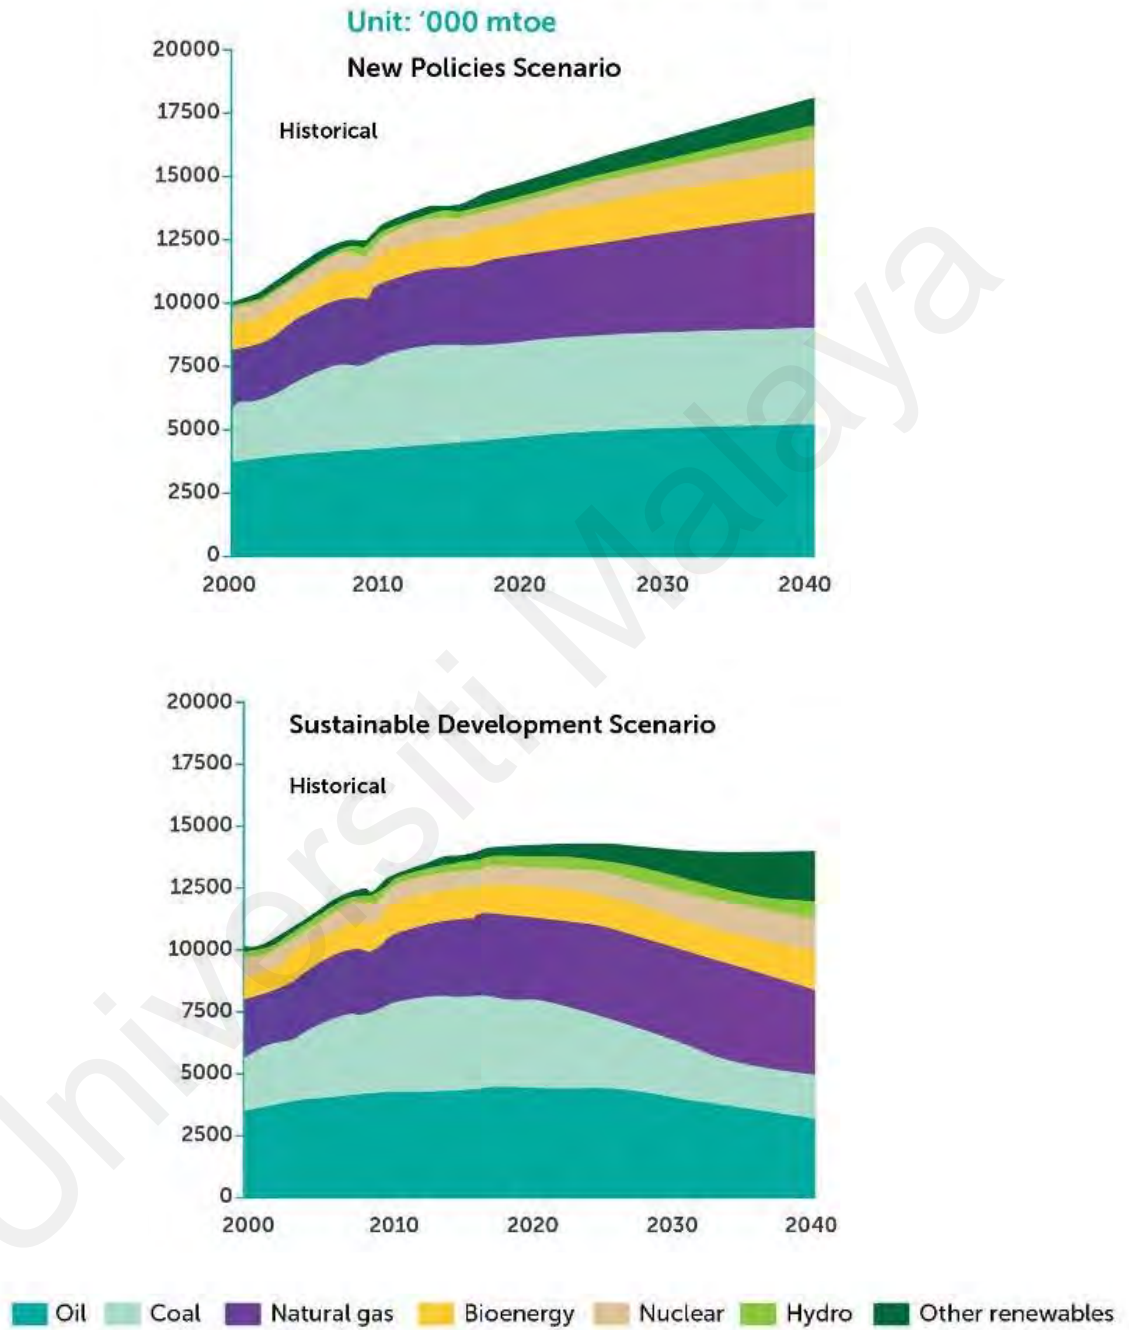 Unit: ‘000 mtoe
New Policies Scenario
Historical
20000
17500
15000
12500
10000
7500
5000
2500
0
2000 2010 2020 2030 2040
Sustainable Development Scenario
Historical
20000
17500
15000
12500
10000
7500
5000
2500
0
2000 2010 2020 2030 2040
Oil Coal Natural gas Bioenergy Nuclear Hydro Other renewables
Universiti Malaya